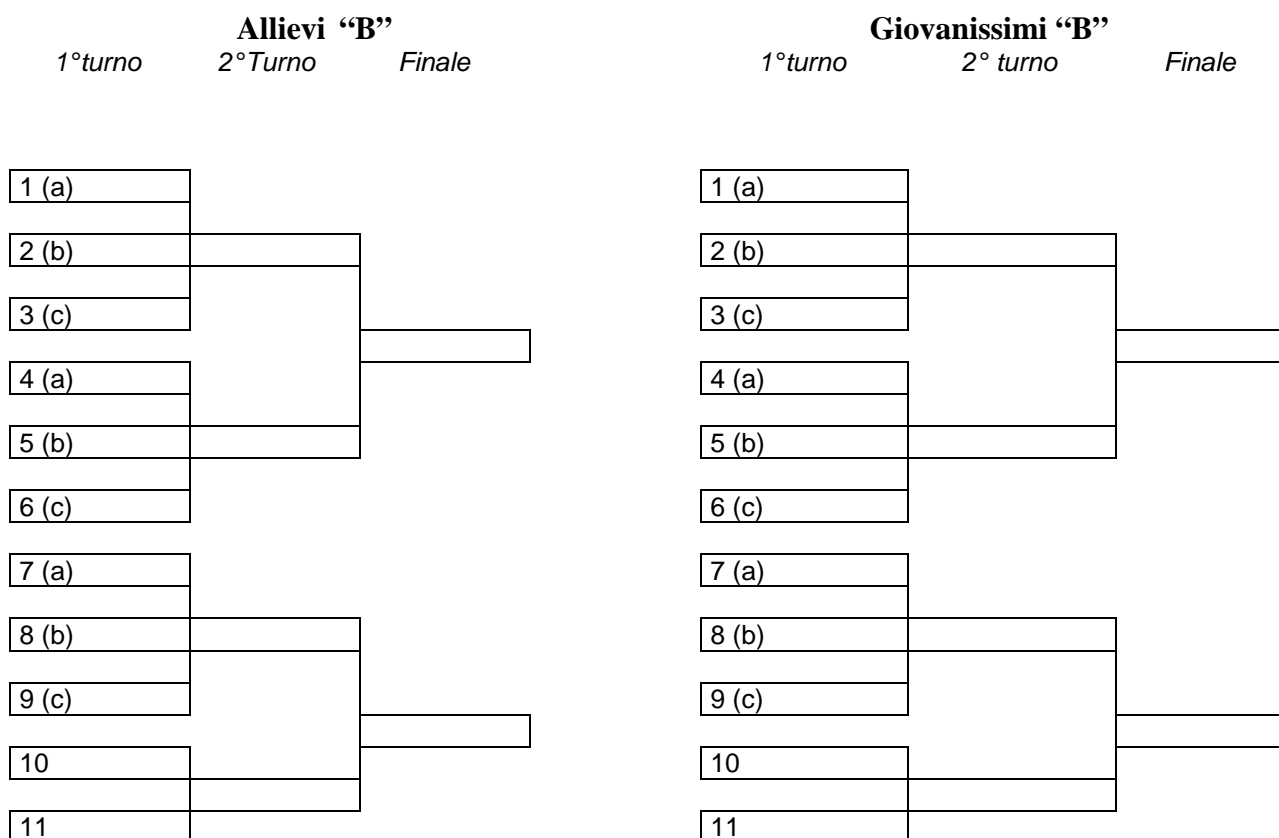 Allievi “B”
1°turno 2°Turno Finale
1 (a)
2 (b)
3 (c)
4 (a)
5 (b)
6 (c)
7 (a)
8 (b)
9 (c)
10
11
Giovanissimi “B”
1°turno 2° turno Finale
1 (a)
2 (b)
3 (c)
4 (a)
5 (b)
6 (c)
7 (a)
8 (b)
9 (c)
10
11